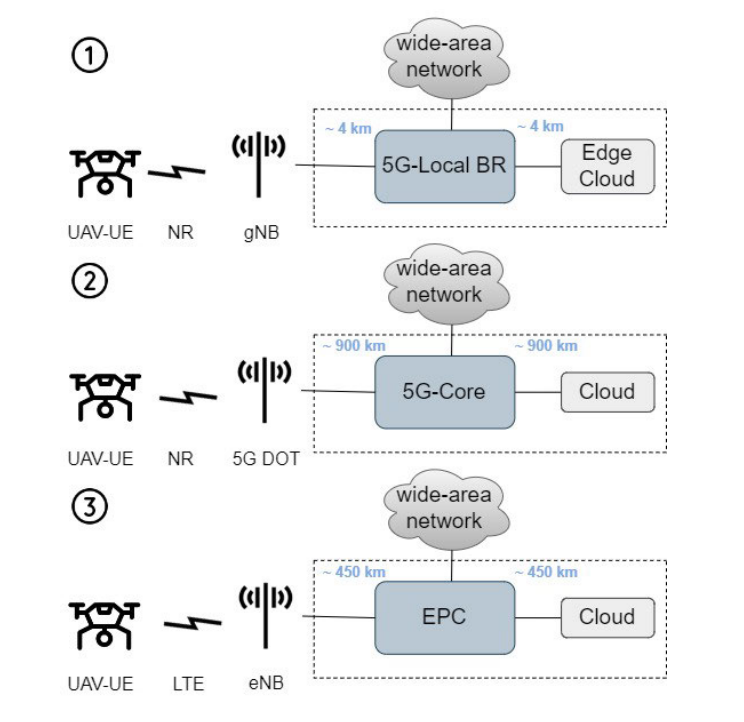 1
wide-area
network
~ 4 km
~ 4 km
5G-Local BR
Edge
Cloud
UAV-UE
NR
gNB
2
wide-area
network
~ 900 km
~ 900 km
5G-Core
Cloud
UAV-UE
NR
5G DOT
3
wide-area
network
~ 450 km
~ 450 km
EPC
Cloud
UAV-UE
LTE
eNB